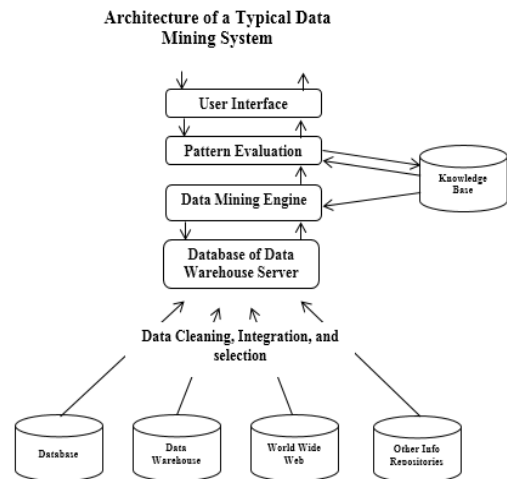 Architecture of a Typical Data
Mining System
User Interface
Pattern Evaluation
Knowledge
Base
Data Mining Engine
Database of Data
Warehouse Server
Data Cleaning, Integration, and
selection
Database
Data
Warehouse
World Wide
Web
Other Info
Repositories